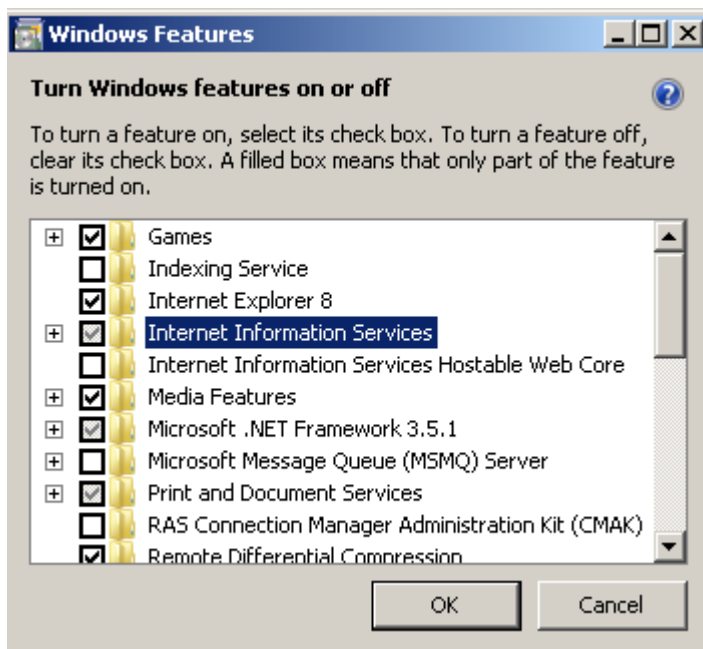 Windows Features
Turn Windows features on or off
To turn a feature on, select its check box. To turn a feature off,
clear its check box. A filled box means that only part of the feature
is turned on.
Games
Indexing Service
Internet Explorer 8
Internet Information Services
Internet Information Services Hostable Web Core
Media Features
Microsoft .NET Framework 3.5.1
Microsoft Message Queue (MSMQ) Server
Print and Document Services
RAS Connection Manager Administration Kit (CMAK)
Remote Differential Compression
OK
Cancel